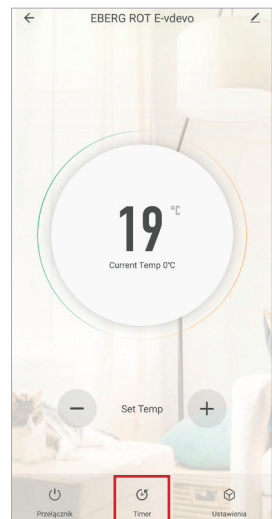 EBERG ROT E-vdevo
19 °C
Current Temp 0°C
Set Temp
Przełącznik Timer Ustawienia